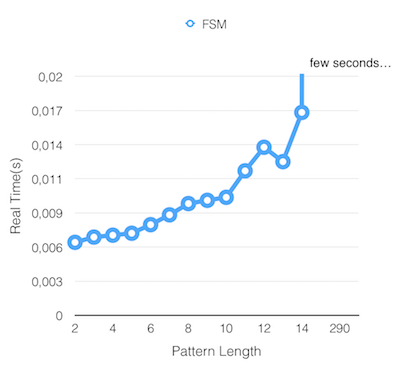 FSM
few seconds...
0,02
0,017
0,014
0,011
0,009
0,006
0,003
0
Real Time(s)
2 4 6 8 10 12 14 290
Pattern Length